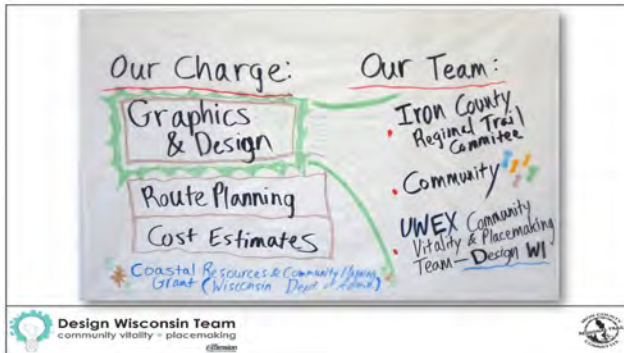 Our Charge:
Graphics
& Design
Route Planning
Cost Estimates
Coastal Resources & Community Planning
Grant (Wisconsin Dept of Admin)
Our Team:
• Iron County
Regional Trail
Commitee
• Community
• UWEX Community
Vitality & Placemaking
Team — Design WI
Design Wisconsin Team
community vitality + placemaking
Extension